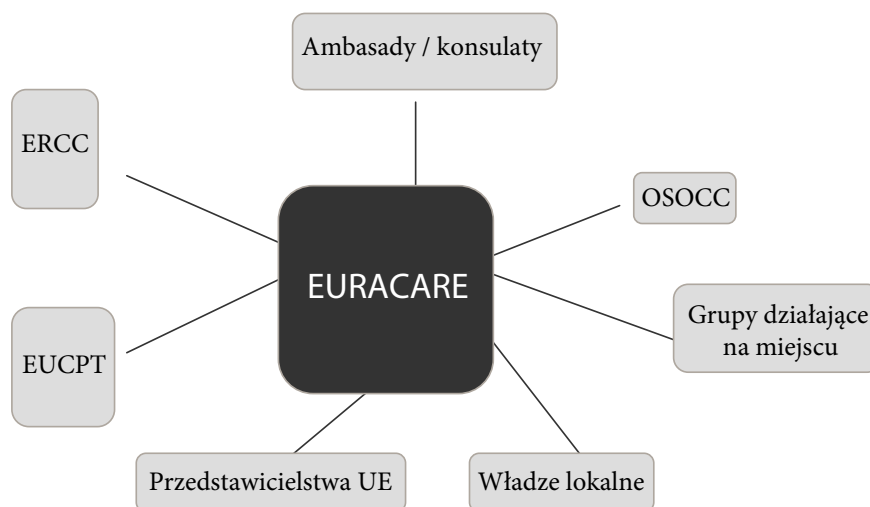 Ambasady / konsulaty
ERCC
OSOCC
EURACARE
Grupy działające
na miejscu
EUCPT
Przedstawicielstwa UE
Władze lokalne